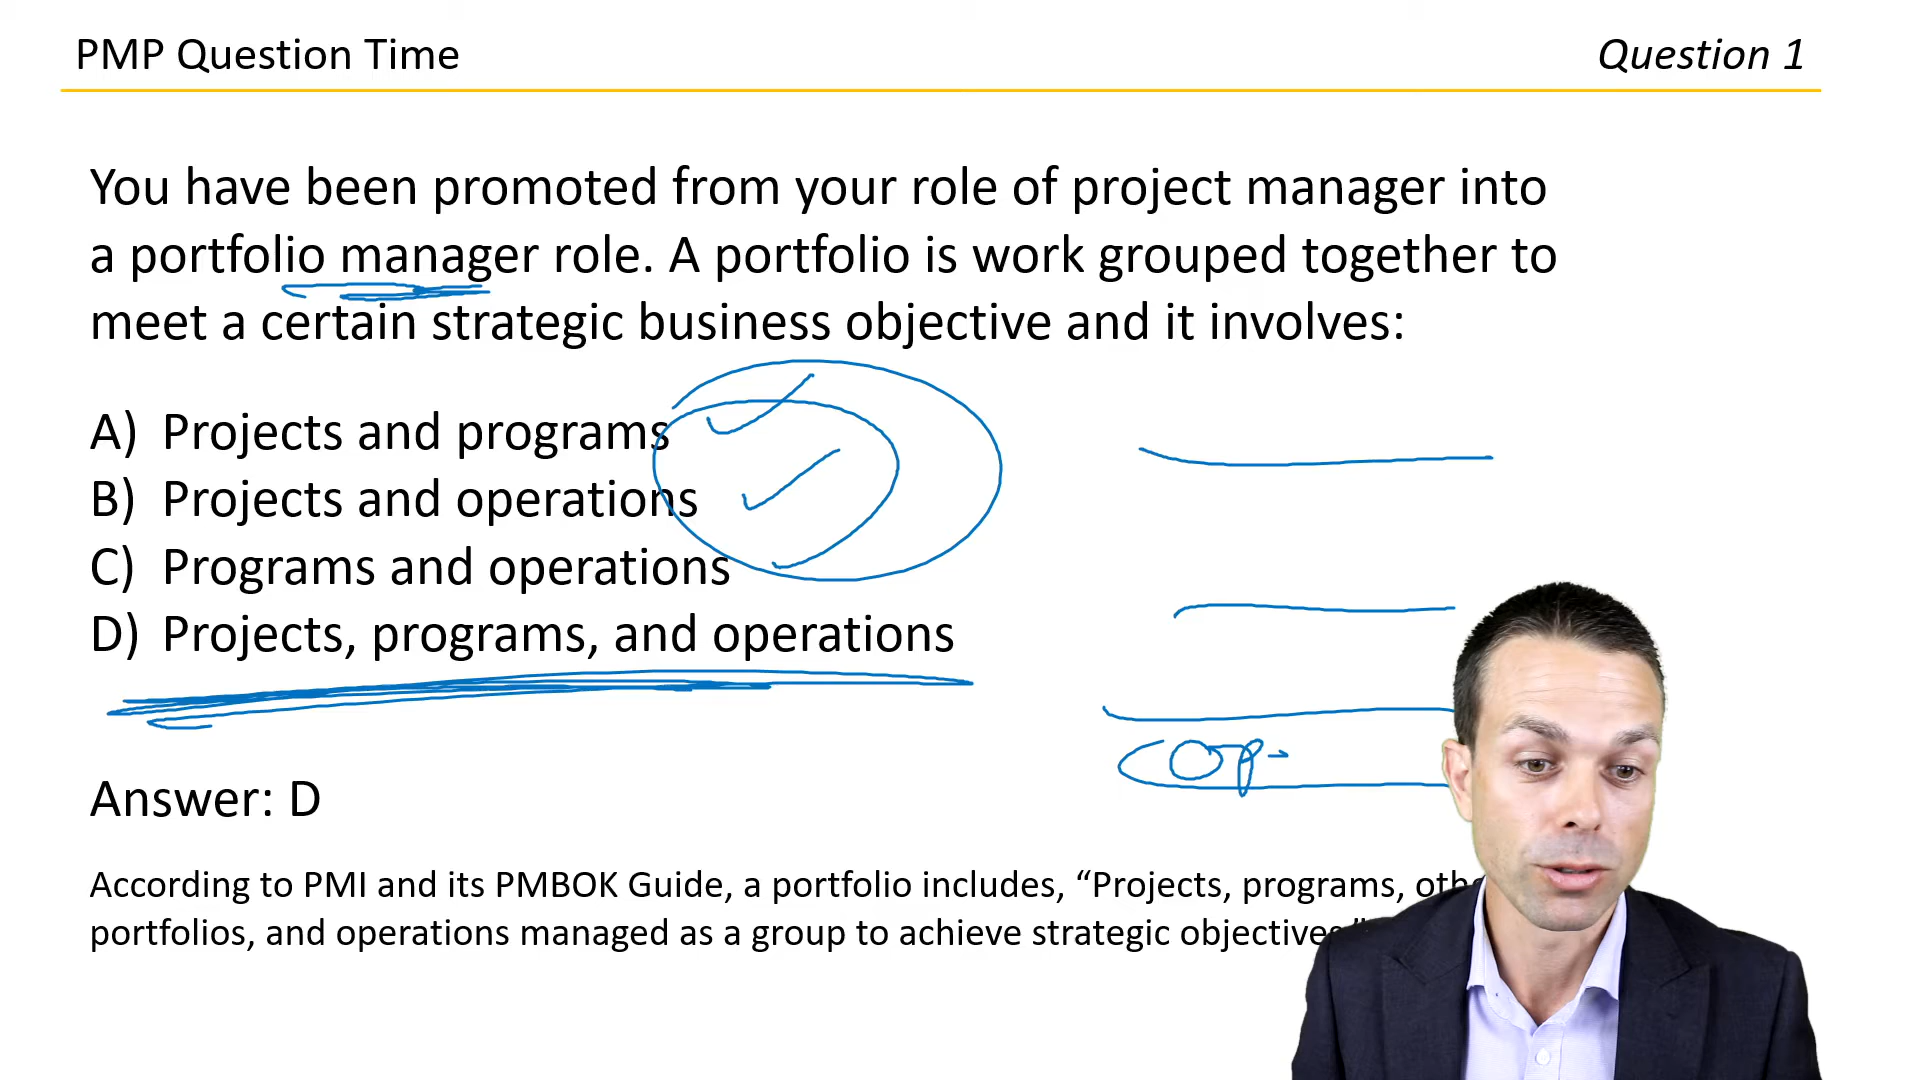 PMP Question Time
Question 1
You have been promoted from your role of project manager into
a portfolio manager role. A portfolio is work grouped together to
meet a certain strategic business objective and it involves:
A) Projects and programs
B) Projects and operations
C) Programs and operations
D) Projects, programs, and operations
Answer: D
According to PMI and its PMBOK Guide, a portfolio includes, “Projects, programs,
portfolios, and operations managed as a group to achieve strategic objectives”